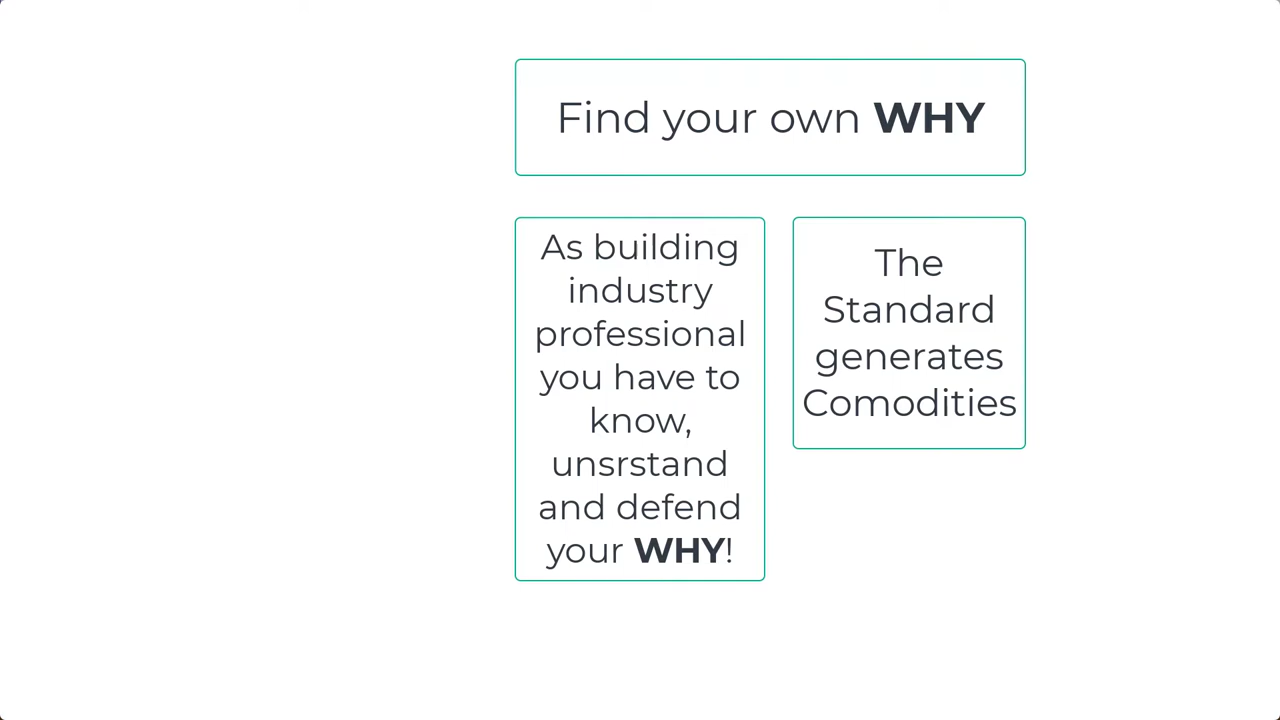 Find your own WHY
As building
industry
professional
you have to
know,
unsrstand
and defend
your WHY!
The
Standard
generates
Comodities